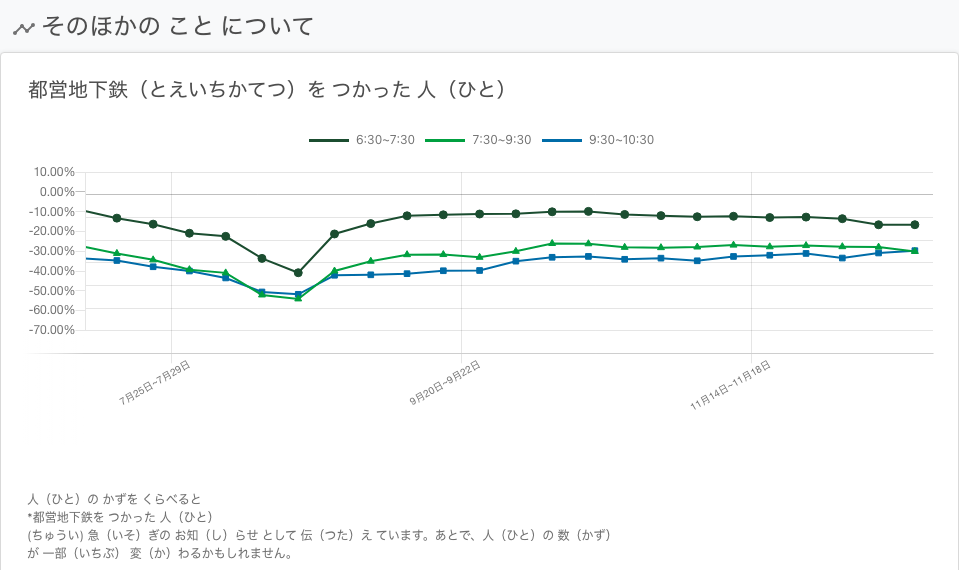 そのほかの こと について
都営地下鉄（とえいちかてつ）を つかった 人（ひと）
6:30~7:30 7:30~9:30 9:30~10:30
10.00%
0.00%
-10.00%
-20.00%
-30.00%
-40.00%
-50.00%
-60.00%
-70.00%
7月25日~7月29日 9月20日~9月22日 11月14日~11月18日
人（ひと）の かずを くらべると
*都営地下鉄を つかった 人（ひと）
(ちゅうい) 急（いそ）ぎの お知（し）らせ として 伝（つた）え ています。あとで、人（ひと）の 数（かず）
が 一部（いちぶ） 変（か）わるかもしれません。